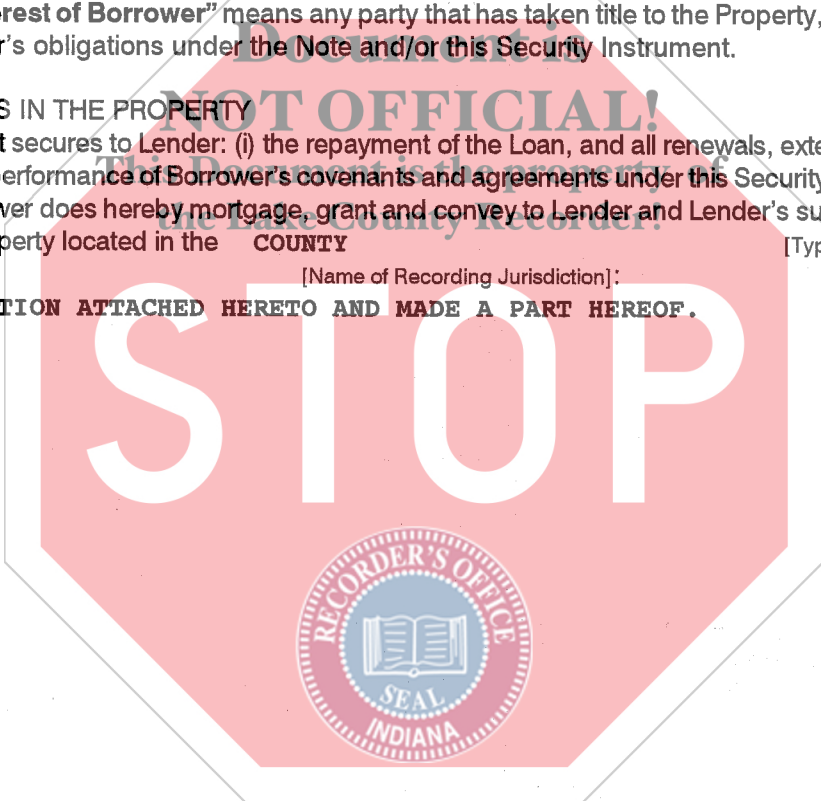 rest of Borrower” means any party that has taken title to the Property,
r’s obligations under the Note and/or this Security Instrument.
Document is
NOT OFFICIAL!
This Document is the property of
the Lake County Recorder!
S IN THE PROPERTY
t secures to Lender: (i) the repayment of the Loan, and all renewals, exte
erformance of Borrower’s covenants and agreements under this Security
wer does hereby mortgage, grant and convey to Lender and Lender’s su
perty located in the COUNTY [Typ
[Name of Recording Jurisdiction]:
TION ATTACHED HERETO AND MADE A PART HEREOF.
STOP
RECORDER'S OFFICE
SEAL
INDIANA